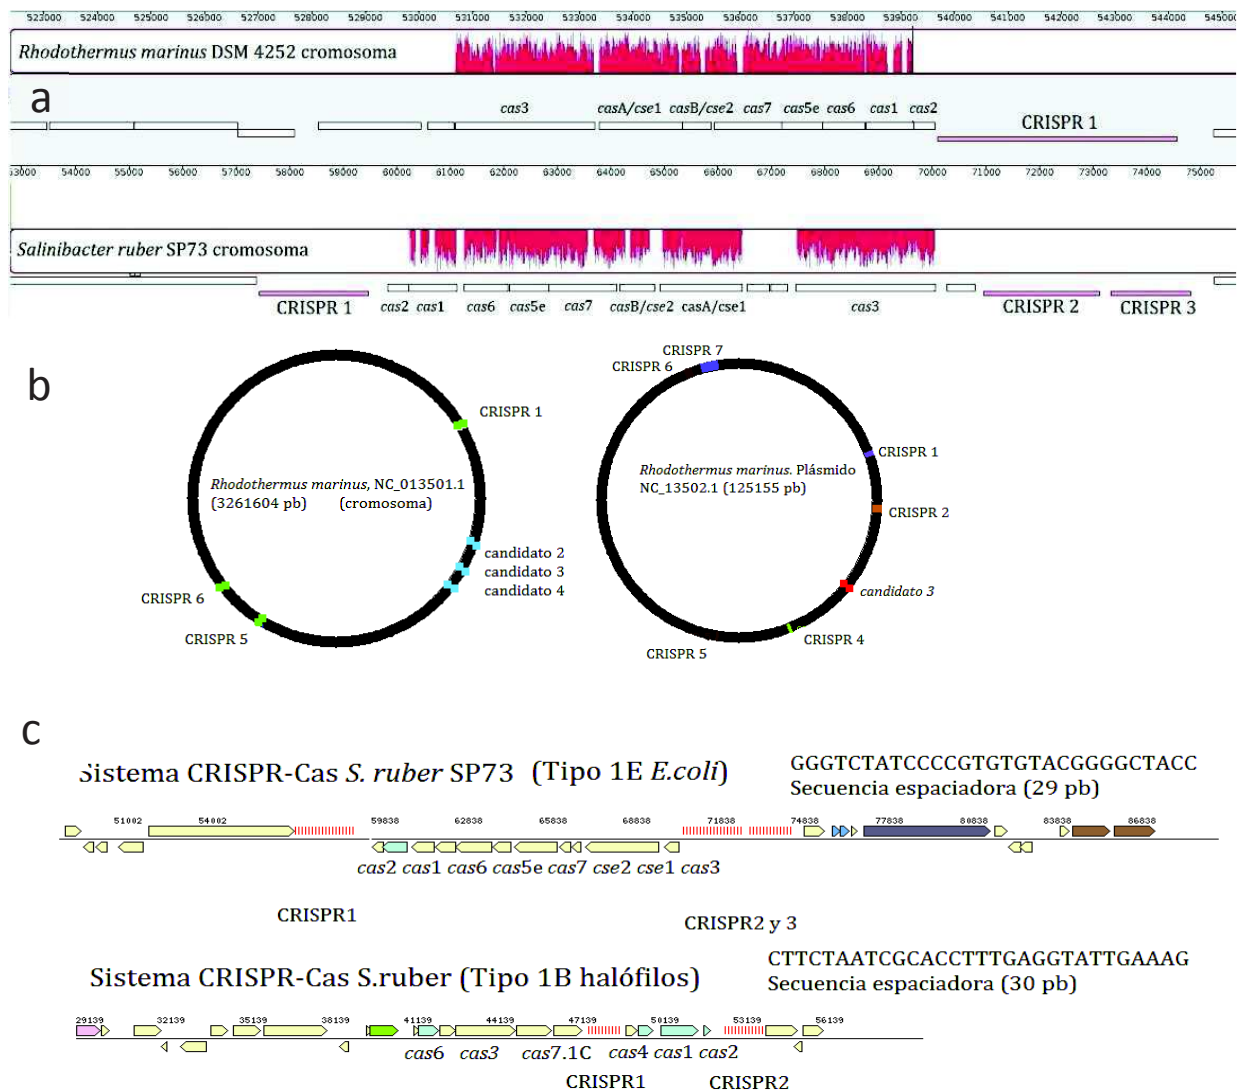 523000 524000 525000 526000 527000 528000 529000 530000 531000 532000 533000 534000 535000 536000 537000 538000 539000 540000 541000 542000 543000 544000 545000
Rhodothermus marinus DSM 4252 cromosoma
a
cas3 casA/cse1 casB/cse2 cas7 cas5e cas6 cas1 cas2
CRISPR 1
53000 54000 55000 56000 57000 58000 59000 60000 61000 62000 63000 64000 65000 66000 67000 68000 69000 70000 71000 72000 73000 74000 75000
Salinibacter ruber SP73 cromosoma
CRISPR 1 cas2 cas1 cas6 cas5e cas7 casB/cse2 casA/cse1 cas3 CRISPR 2 CRISPR 3
b
CRISPR 1
Rhodothermus marinus, NC_013501.1
(3261604 pb) (cromosoma)
candidato 2
candidato 3
candidato 4
CRISPR 6
CRISPR 5
CRISPR 7
CRISPR 6
CRISPR 1
Rhodothermus marinus. Plásmido
NC_13502.1 (125155 pb)
CRISPR 2
candidato 3
CRISPR 4
CRISPR 5
c
Sistema CRISPR-Cas S. ruber SP73 (Tipo 1E E.coli)
GGGTCTATCCCCGTGTGTACGGGGCTACC
Secuencia espaciadora (29 pb)
51002 54002 59838 62838 65838 68838 71838 74838 77838 80838 83838 86838
cas2 cas1 cas6 cas5e cas7 cse2 cse1 cas3
CRISPR1
CRISPR2 y 3
Sistema CRISPR-Cas S.ruber (Tipo 1B halófilos)
CTTCTAATCGCACCTTTGAGGTATTGAAAG
Secuencia espaciadora (30 pb)
29139 32139 35139 38139 41139 44139 47139 50139 53139 56139
cas6 cas3 cas7.1C cas4 cas1 cas2
CRISPR1 CRISPR2